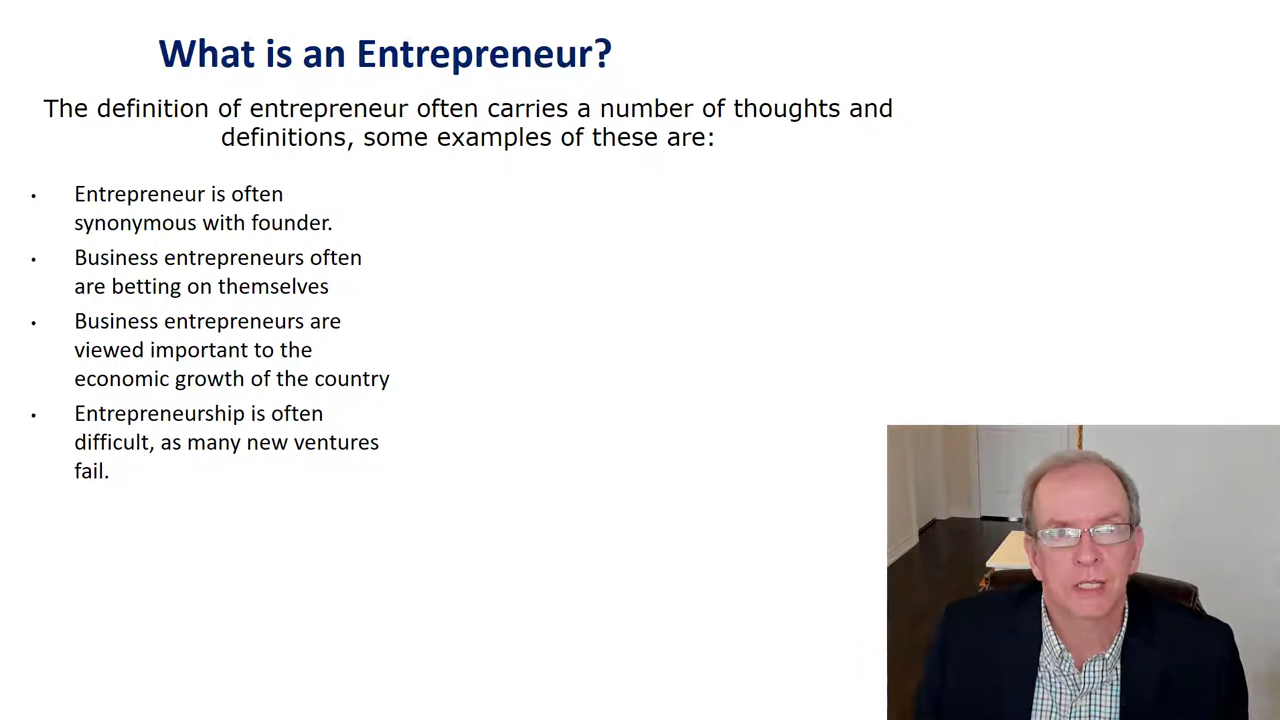 What is an Entrepreneur?
The definition of entrepreneur often carries a number of thoughts and
definitions, some examples of these are:
• Entrepreneur is often
synonymous with founder.
• Business entrepreneurs often
are betting on themselves
• Business entrepreneurs are
viewed important to the
economic growth of the country
• Entrepreneurship is often
difficult, as many new ventures
fail.